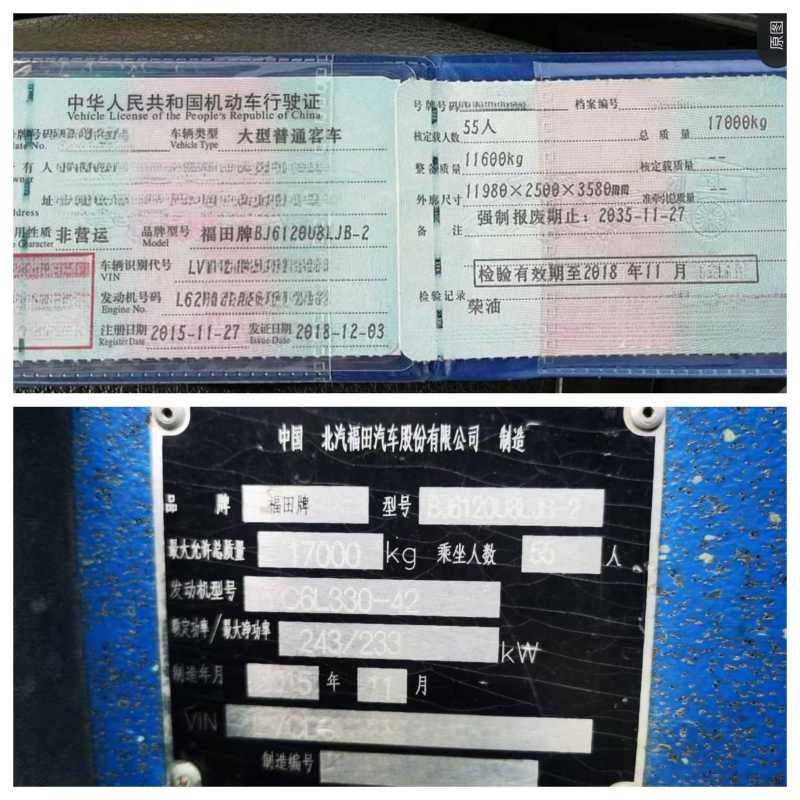 原图
中华人民共和国机动车行驶证
Vehicle License of the People's Republic of China
车辆类型 大型普通客车
Vehicle Type
非营运 品牌型号 福田牌BJ6120U8LJB-2
Model
车辆识别代号
VIN
发动机号码
Engine No.
注册日期 2015-11-27 发证日期 2018-12-03
Register Date Issue Date
号牌号码 档案编号
核定载人数 55人 总质量 17000kg
整备质量 11600kg 核定载质量 --
外廓尺寸 11980×2500×3580mm 准牵引总质量 --
备注 强制报废期止:2035-11-27
检验有效期至2018 年11 月
检验记录
柴油
中国 北汽福田汽车股份有限公司 制造
品牌 福田牌 型号 BJ6120U8LJB-2
最大允许总质量 17000 kg 乘坐人数 55 人
发动机型号 C6L330-42
额定功率/最大净功率 243/233 kW
制造年月 2015 年 11 月
VIN
制造编号